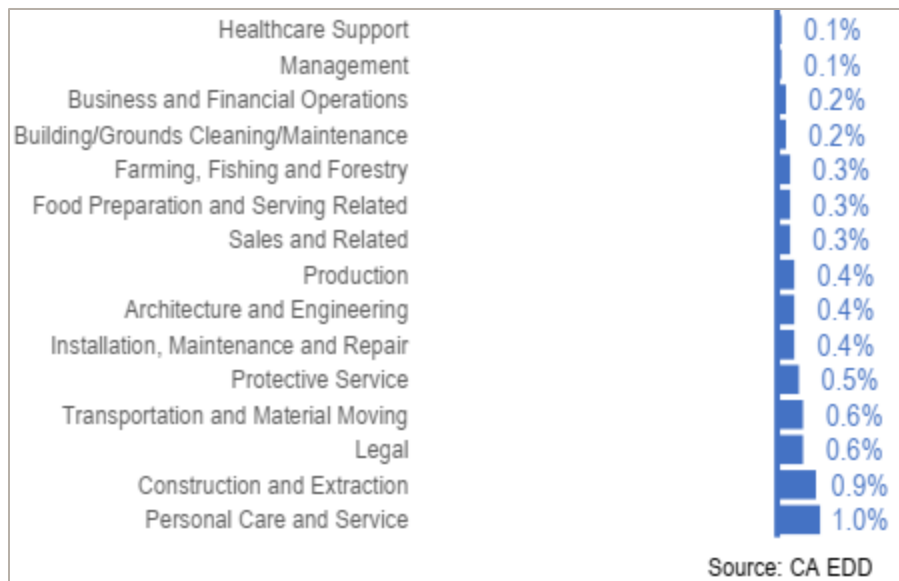 Healthcare Support 0.1%
Management 0.1%
Business and Financial Operations 0.2%
Building/Grounds Cleaning/Maintenance 0.2%
Farming, Fishing and Forestry 0.3%
Food Preparation and Serving Related 0.3%
Sales and Related 0.3%
Production 0.4%
Architecture and Engineering 0.4%
Installation, Maintenance and Repair 0.4%
Protective Service 0.5%
Transportation and Material Moving 0.6%
Legal 0.6%
Construction and Extraction 0.9%
Personal Care and Service 1.0%
Source: CA EDD